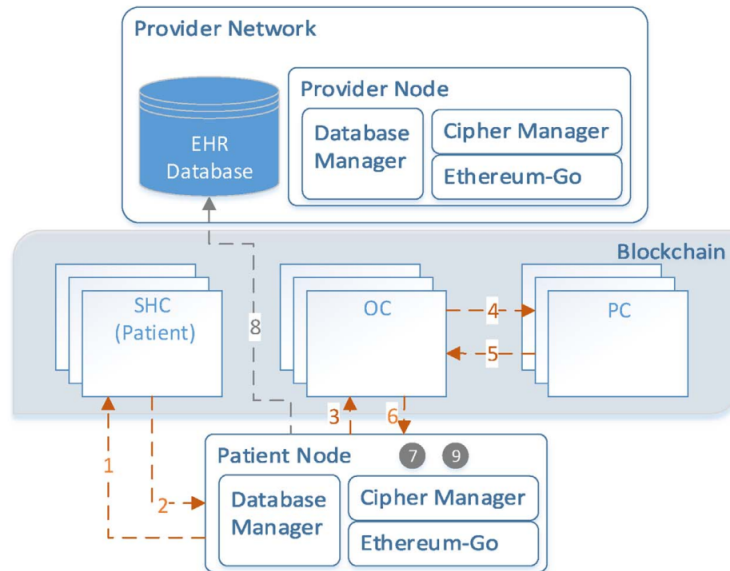 Provider Network
EHR
Database
Provider Node
Database
Manager
Cipher Manager
Ethereum-Go
Blockchain
SHC
(Patient)
8
OC
4
5
PC
1
2
3
6
Patient Node
7
9
Database
Manager
Cipher Manager
Ethereum-Go